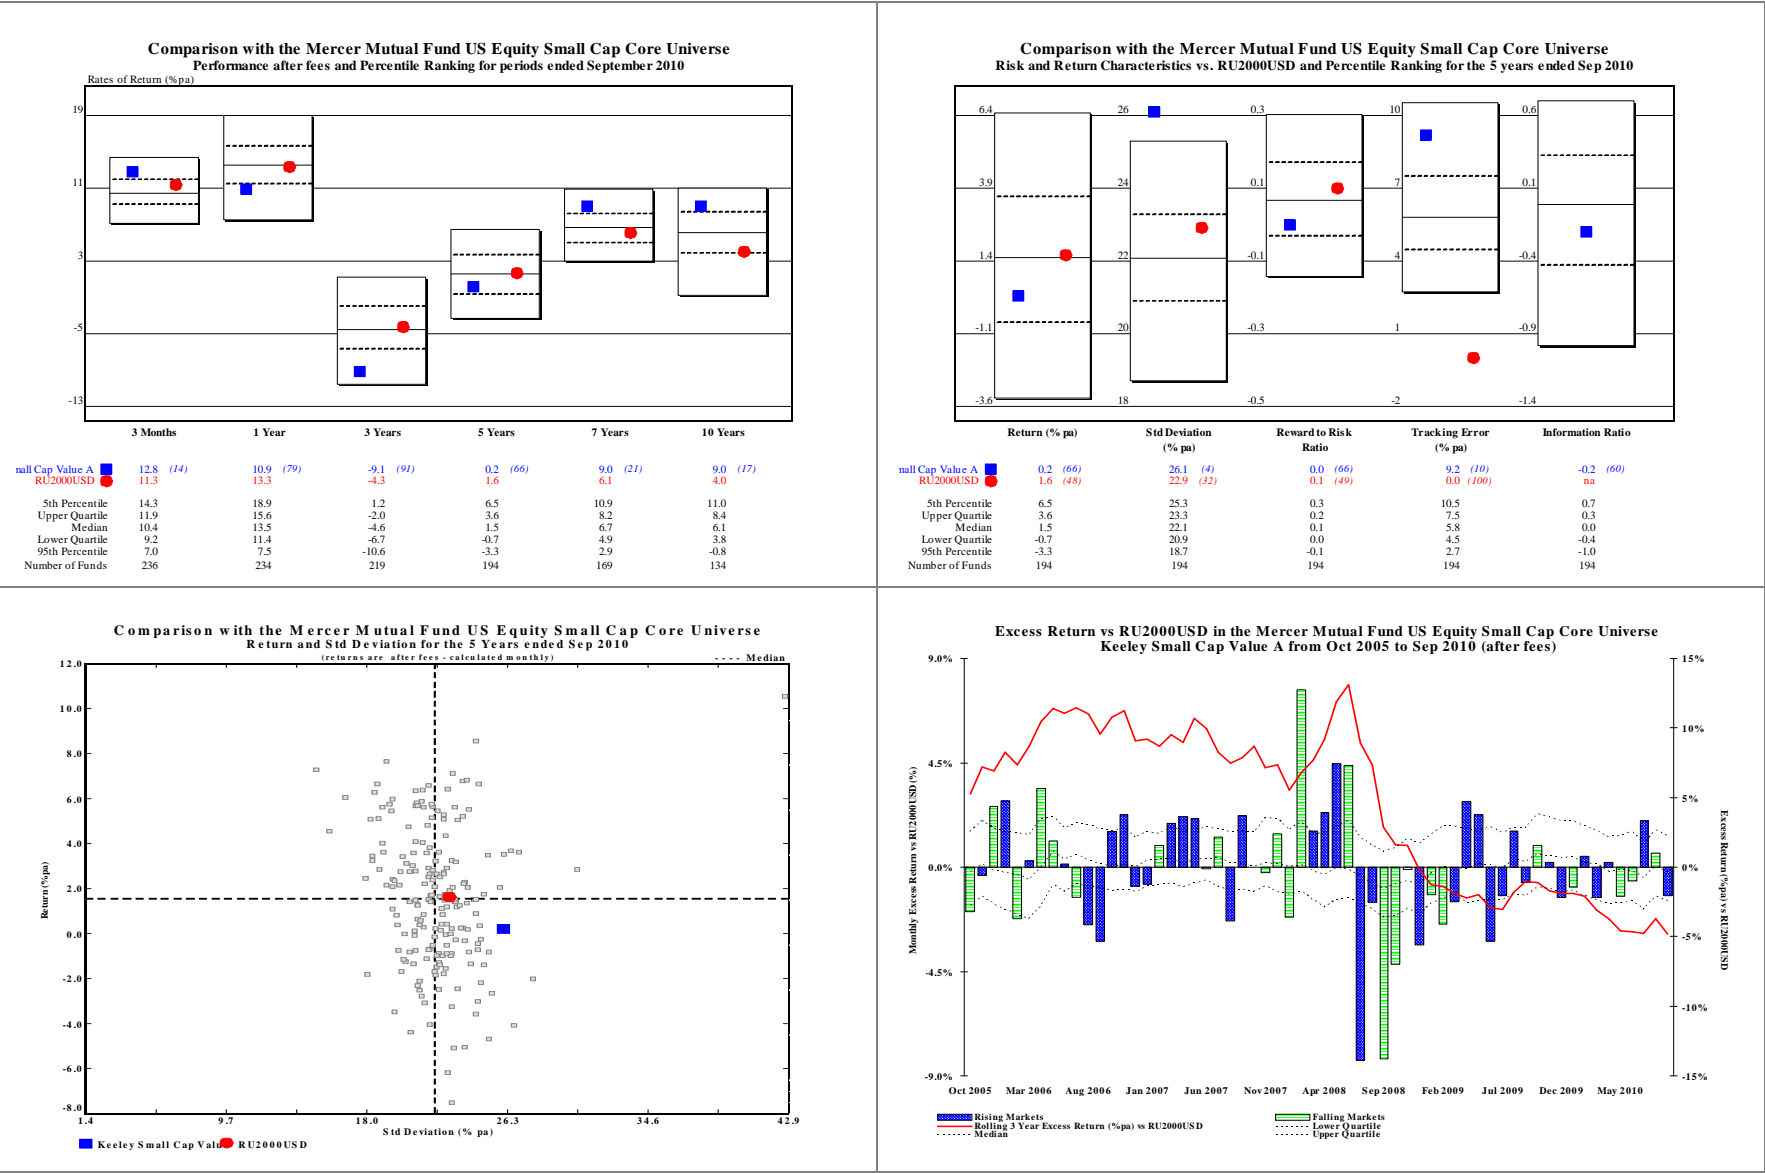 Comparison with the Mercer Mutual Fund US Equity Small Cap Core Universe
Performance after fees and Percentile Ranking for periods ended September 2010
Rates of Return (%pa)
19
11
3
-5
-13
3 Months 1 Year 3 Years 5 Years 7 Years 10 Years
nall Cap Value A 12.8 (14) 10.9 (79) -9.1 (91) 0.2 (66) 9.0 (21) 9.0 (17)
RU2000USD 11.3 13.3 -4.3 1.6 6.1 4.0
5th Percentile 14.3 18.9 1.2 6.5 10.9 11.0
Upper Quartile 11.9 15.6 -2.0 3.6 8.2 8.4
Median 10.4 13.5 -4.6 1.5 6.7 6.1
Lower Quartile 9.2 11.4 -6.7 -0.7 4.9 3.8
95th Percentile 7.0 7.5 -10.6 -3.3 2.9 -0.8
Number of Funds 236 234 219 194 169 134
Comparison with the Mercer Mutual Fund US Equity Small Cap Core Universe
Risk and Return Characteristics vs. RU2000USD and Percentile Ranking for the 5 years ended Sep 2010
6.4 26 0.3 10 0.6
3.9 24 0.1 7 0.1
1.4 22 -0.1 4 -0.4
-1.1 20 -0.3 1 -0.9
-3.6 18 -0.5 -2 -1.4
Return (% pa) Std Deviation Reward to Risk Tracking Error Information Ratio
(% pa) Ratio (% pa)
nall Cap Value A 0.2 (66) 26.1 (4) 0.0 (66) 9.2 (10) -0.2 (60)
RU2000USD 1.6 (48) 22.9 (32) 0.1 (49) 0.0 (100) na
5th Percentile 6.5 25.3 0.3 10.5 0.7
Upper Quartile 3.6 23.3 0.2 7.5 0.3
Median 1.5 22.1 0.1 5.8 0.0
Lower Quartile -0.7 20.9 0.0 4.5 -0.4
95th Percentile -3.3 18.7 -0.1 2.7 -1.0
Number of Funds 194 194 194 194 194
Comparison with the Mercer Mutual Fund US Equity Small Cap Core Universe
Return and Std Deviation for the 5 Years ended Sep 2010
(returns are after fees - calculated monthly)
---- Median
12.0
10.0
8.0
6.0
4.0
2.0
0.0
-2.0
-4.0
-6.0
-8.0
Return (%pa)
1.4 9.7 18.0 26.3 34.6 42.9
Std Deviation (% pa)
Keeley Small Cap Valu RU2000USD
Excess Return vs RU2000USD in the Mercer Mutual Fund US Equity Small Cap Core Universe
Keeley Small Cap Value A from Oct 2005 to Sep 2010 (after fees)
9.0%
4.5%
0.0%
-4.5%
-9.0%
Monthly Excess Return vs RU2000USD (%)
15%
10%
5%
0%
-5%
-10%
-15%
Excess Return (%pa) vs RU2000USD
Oct 2005 Mar 2006 Aug 2006 Jan 2007 Jun 2007 Nov 2007 Apr 2008 Sep 2008 Feb 2009 Jul 2009 Dec 2009 May 2010
Rising Markets Falling Markets
Rolling 3 Year Excess Return (%pa) vs RU2000USD Lower Quartile
Median Upper Quartile